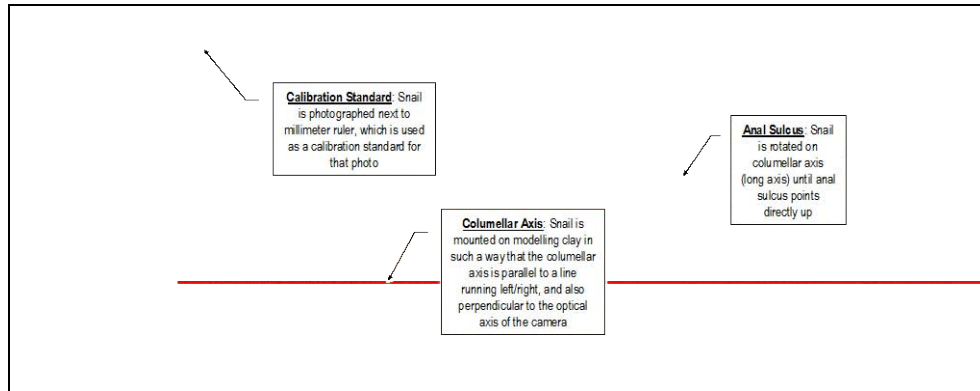 Calibration Standard: Snail
is photographed next to
millimeter ruler, which is used
as a calibration standard for
that photo
Anal Sulcus: Snail
is rotated on
columellar axis
(long axis) until anal
sulcus points
directly up
Columellar Axis: Snail is
mounted on modelling clay in
such a way that the columellar
axis is parallel to a line
running left/right, and also
perpendicular to the optical
axis of the camera